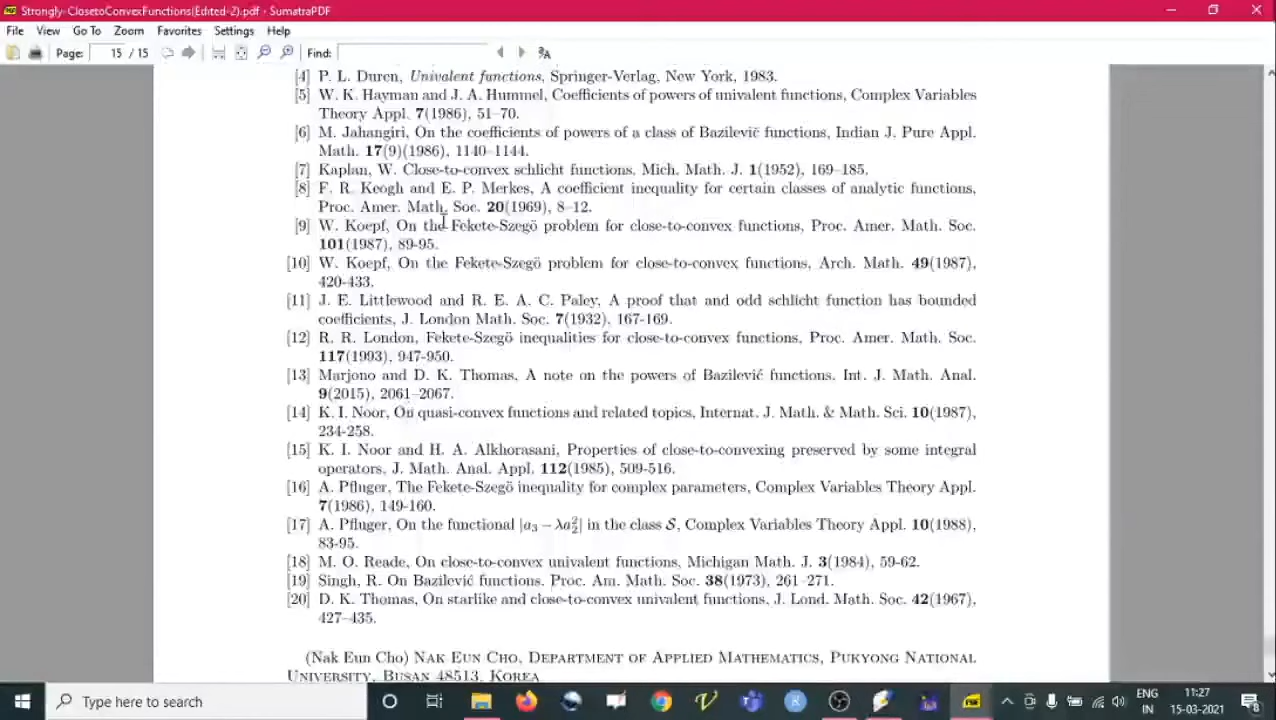 Strongly-ClosetoConvexFunctions(Edited-2).pdf - SumatraPDF
File View Go To Zoom Favorites Settings Help
Page: 15 / 15 Find:
[4] P. L. Duren, Univalent functions, Springer-Verlag, New York, 1983.
[5] W. K. Hayman and J. A. Hummel, Coefficients of powers of univalent functions, Complex Variables
Theory Appl. 7(1986), 51–70.
[6] M. Jahangiri, On the coefficients of powers of a class of Bazilevič functions, Indian J. Pure Appl.
Math. 17(9)(1986), 1140–1144.
[7] Kaplan, W. Close-to-convex schlicht functions, Mich. Math. J. 1(1952), 169–185.
[8] F. R. Keogh and E. P. Merkes, A coefficient inequality for certain classes of analytic functions,
Proc. Amer. Math. Soc. 20(1969), 8–12.
[9] W. Koepf, On the Fekete-Szegö problem for close-to-convex functions, Proc. Amer. Math. Soc.
101(1987), 89-95.
[10] W. Koepf, On the Fekete-Szegö problem for close-to-convex functions, Arch. Math. 49(1987),
420-433.
[11] J. E. Littlewood and R. E. A. C. Paley, A proof that and odd schlicht function has bounded
coefficients, J. London Math. Soc. 7(1932), 167-169.
[12] R. R. London, Fekete-Szegö inequalities for close-to-convex functions, Proc. Amer. Math. Soc.
117(1993), 947-950.
[13] Marjono and D. K. Thomas, A note on the powers of Bazilević functions. Int. J. Math. Anal.
9(2015), 2061–2067.
[14] K. I. Noor, On quasi-convex functions and related topics, Internat. J. Math. & Math. Sci. 10(1987),
234-258.
[15] K. I. Noor and H. A. Alkhorasani, Properties of close-to-convexing preserved by some integral
operators, J. Math. Anal. Appl. 112(1985), 509-516.
[16] A. Pfluger, The Fekete-Szegö inequality for complex parameters, Complex Variables Theory Appl.
7(1986), 149-160.
[17] A. Pfluger, On the functional |a₃ − λa₂²| in the class S, Complex Variables Theory Appl. 10(1988),
83-95.
[18] M. O. Reade, On close-to-convex univalent functions, Michigan Math. J. 3(1984), 59-62.
[19] Singh, R. On Bazilević functions. Proc. Am. Math. Soc. 38(1973), 261–271.
[20] D. K. Thomas, On starlike and close-to-convex univalent functions, J. Lond. Math. Soc. 42(1967),
427–435.
(Nak Eun Cho) Nak Eun Cho, Department of Applied Mathematics, Pukyong National
University, Busan 48513, Korea
Type here to search
ENG 11:27
IN 15-03-2021